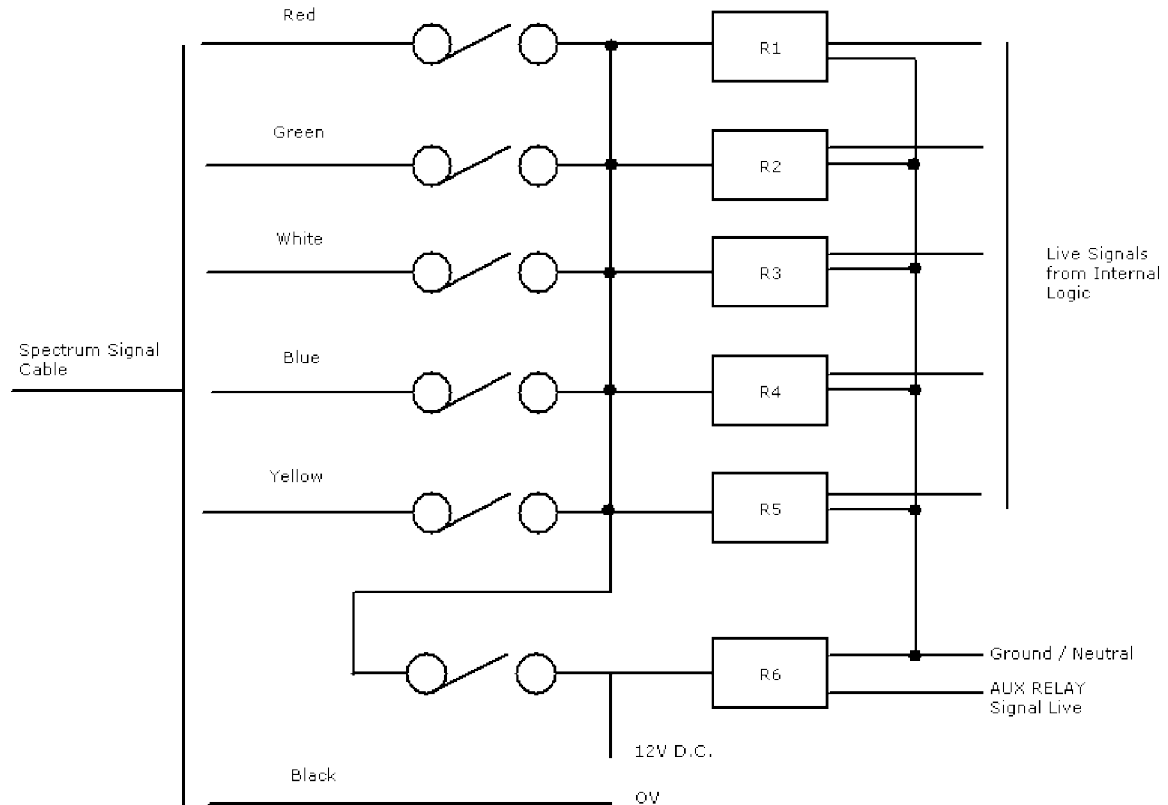 Red
R1
Green
R2
White
R3
Live Signals
from Internal
Logic
Spectrum Signal
Cable
Blue
R4
Yellow
R5
R6
Ground / Neutral
AUX RELAY
Signal Live
12V D.C.
Black
0V